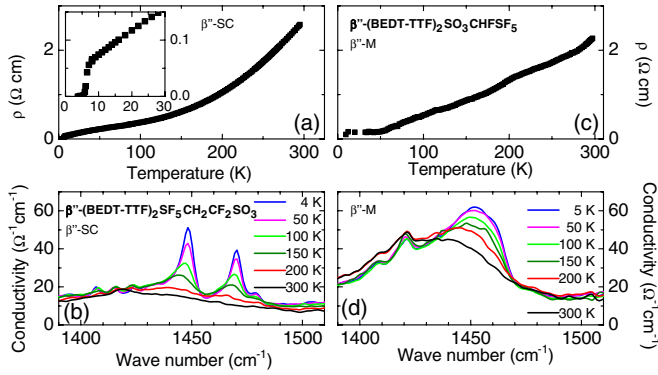 β''-SC
0.1
0.0
0 10 20 30
2
0
ρ (Ω cm)
(a)
0 100 200 300
Temperature (K)
β''-(BEDT-TTF)2SO3CHFSF5
β''-M
2
0
ρ (Ω cm)
(c)
0 100 200 300
Temperature (K)
β''-(BEDT-TTF)2SF5CH2CF2SO3
β''-SC
4 K
50 K
100 K
150 K
200 K
300 K
60
40
20
0
Conductivity (Ω-1cm-1)
(b)
1400 1450 1500
Wave number (cm-1)
β''-M
5 K
50 K
100 K
150 K
200 K
300 K
60
40
20
0
Conductivity (Ω-1cm-1)
(d)
1400 1450 1500
Wave number (cm-1)